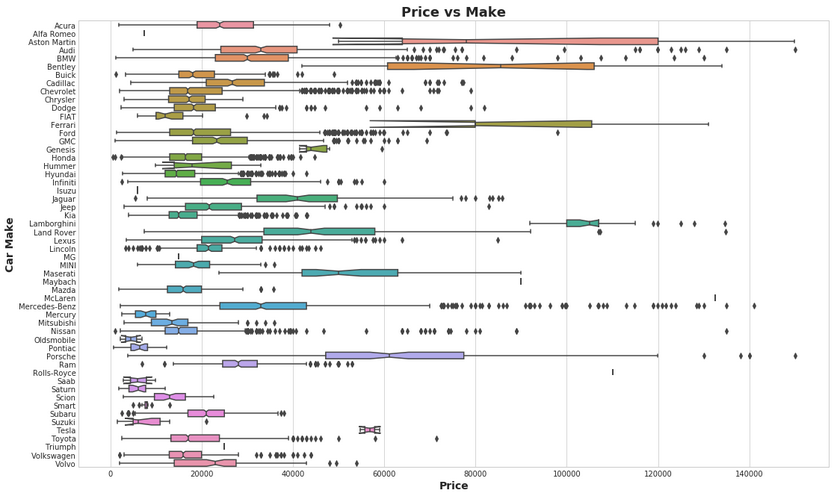 Price vs Make
Car Make
Acura
Alfa Romeo
Aston Martin
Audi
BMW
Bentley
Buick
Cadillac
Chevrolet
Chrysler
Dodge
FIAT
Ferrari
Ford
GMC
Genesis
Honda
Hummer
Hyundai
Infiniti
Isuzu
Jaguar
Jeep
Kia
Lamborghini
Land Rover
Lexus
Lincoln
MG
MINI
Maserati
Maybach
Mazda
McLaren
Mercedes-Benz
Mercury
Mitsubishi
Nissan
Oldsmobile
Pontiac
Porsche
Ram
Rolls-Royce
Saab
Saturn
Scion
Smart
Subaru
Suzuki
Tesla
Toyota
Triumph
Volkswagen
Volvo
0 20000 40000 60000 80000 100000 120000 140000
Price